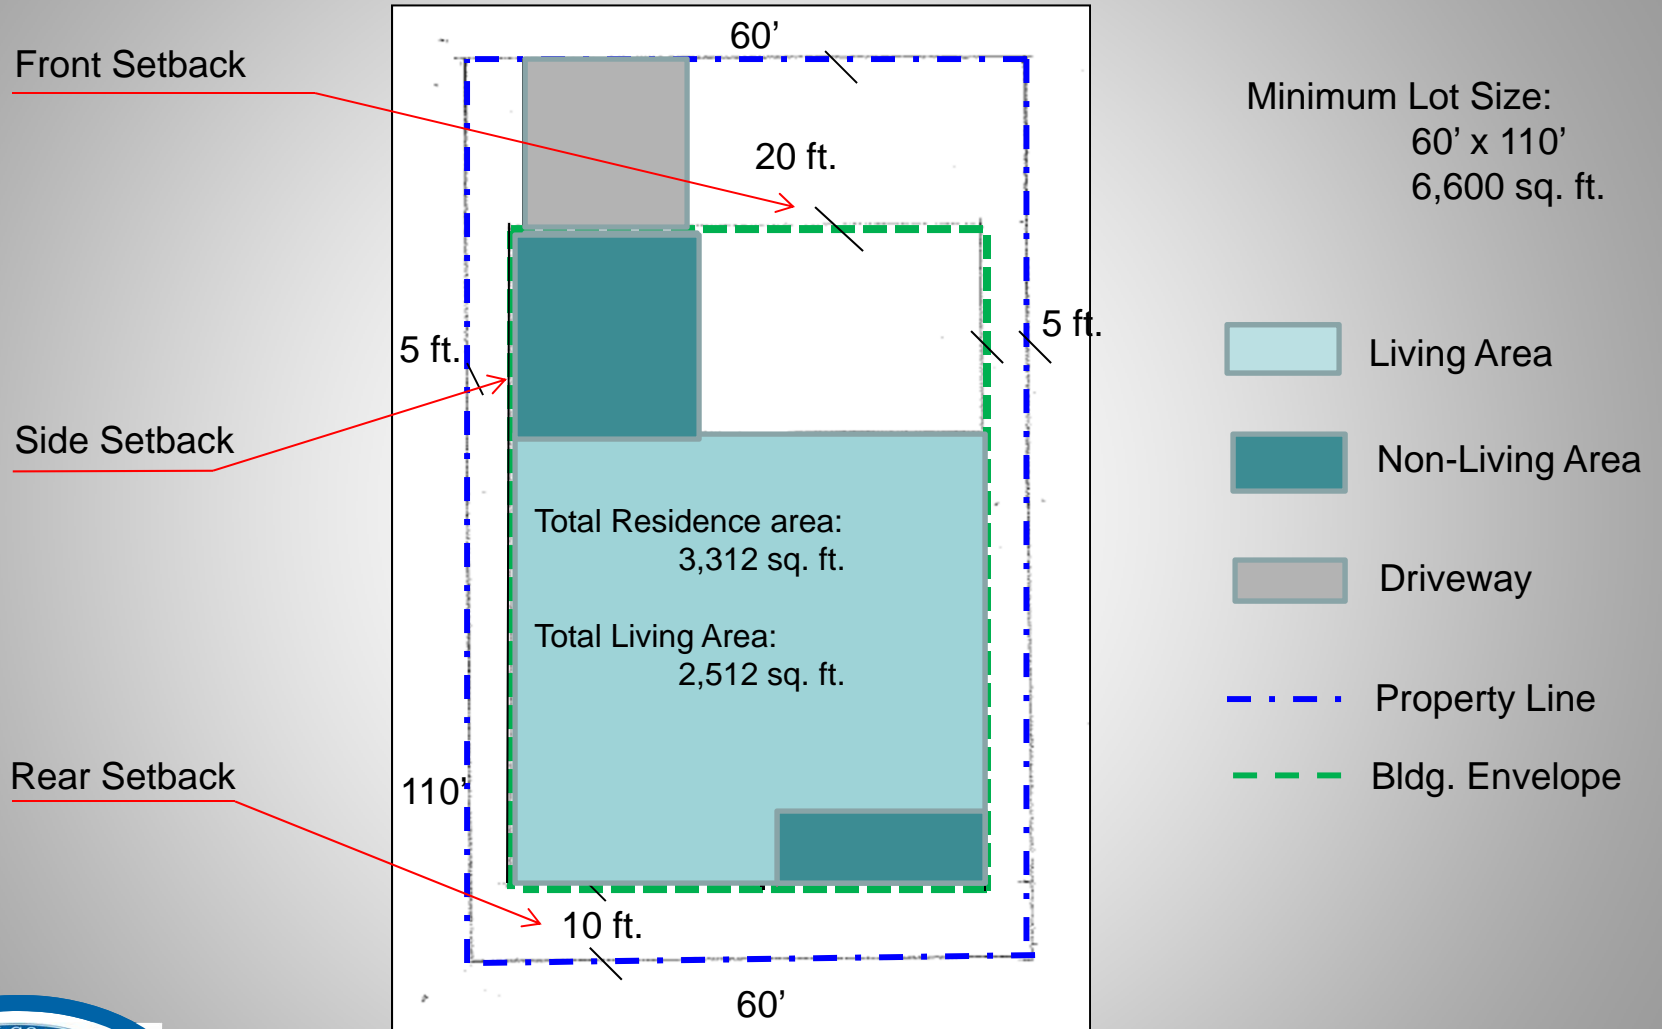 60’
Front Setback
Minimum Lot Size:
60’ x 110’
6,600 sq. ft.
20 ft.
5 ft.
5 ft.
Living Area
Side Setback
Non-Living Area
Total Residence area:
3,312 sq. ft.
Driveway
Total Living Area:
2,512 sq. ft.
Property Line
Rear Setback
110’
Bldg. Envelope
10 ft.
60’